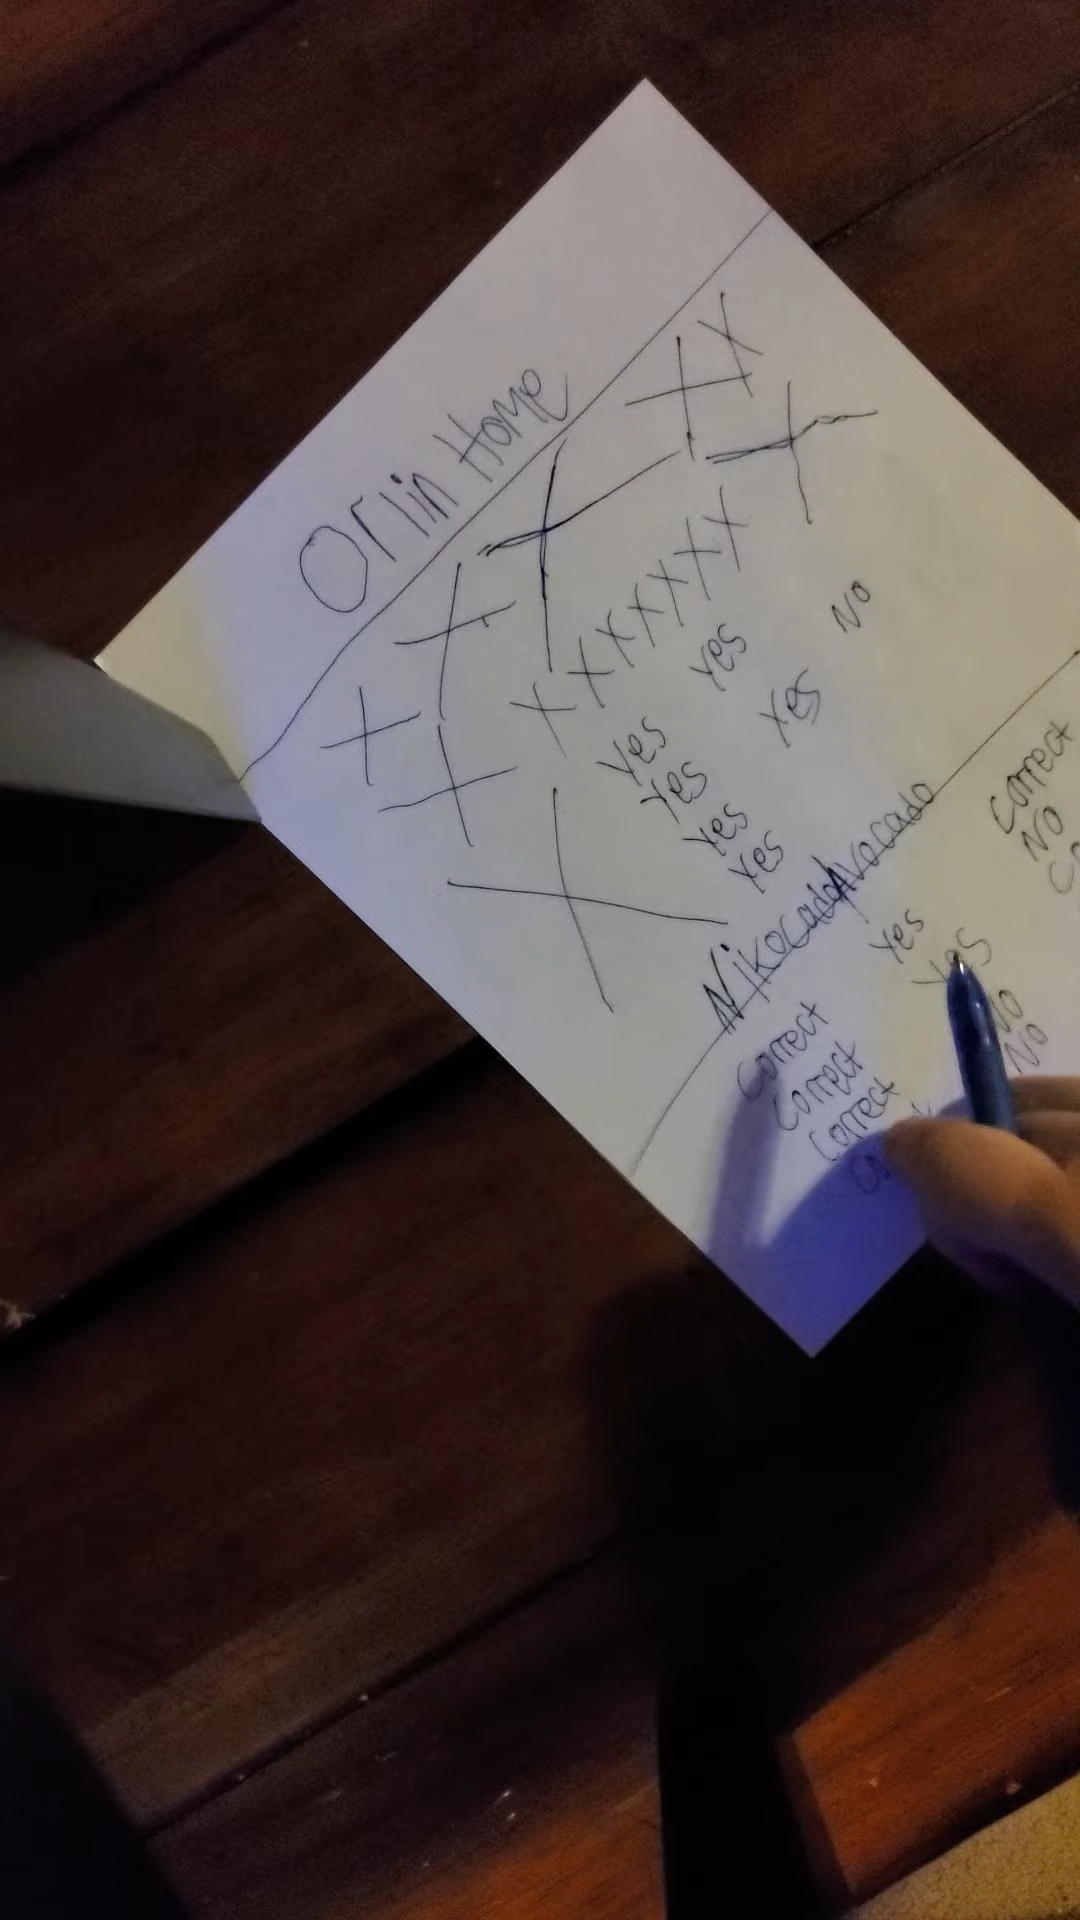 Orlin Home
X X X X X
X X X
X X X X X X
Yes Yes No
Yes Yes
Yes
Yes
Nikocado Avocado
Correct Yes Correct
Correct Yes No
Correct No
No